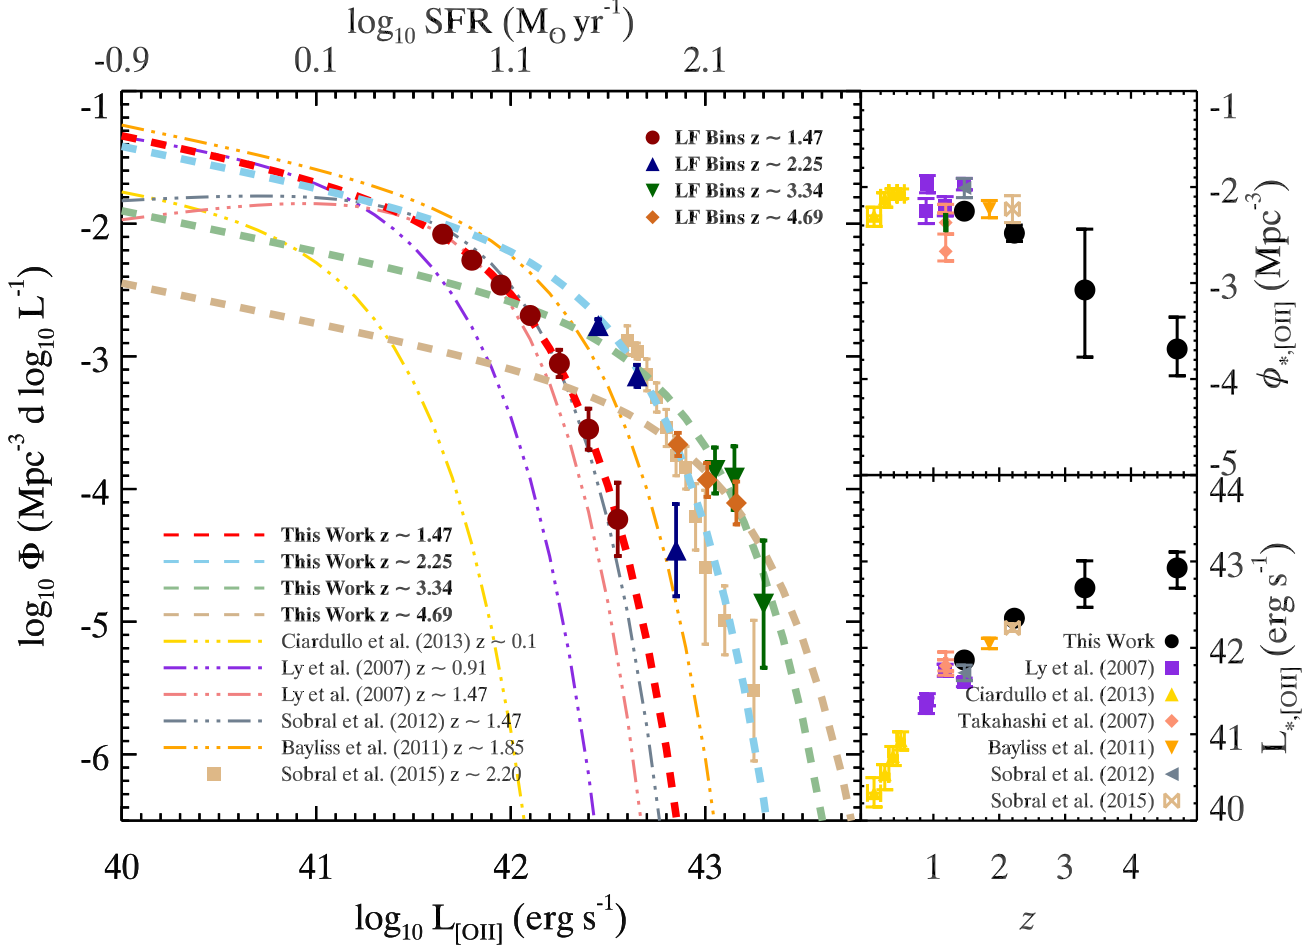 log10 SFR (M⊙ yr-1)
-0.9 0.1 1.1 2.1
-1
-2
-3
-4
-5
-6
log10 Φ (Mpc-3 d log10 L-1)
LF Bins z ~ 1.47
LF Bins z ~ 2.25
LF Bins z ~ 3.34
LF Bins z ~ 4.69
This Work z ~ 1.47
This Work z ~ 2.25
This Work z ~ 3.34
This Work z ~ 4.69
Ciardullo et al. (2013) z ~ 0.1
Ly et al. (2007) z ~ 0.91
Ly et al. (2007) z ~ 1.47
Sobral et al. (2012) z ~ 1.47
Bayliss et al. (2011) z ~ 1.85
Sobral et al. (2015) z ~ 2.20
40 41 42 43
log10 L[OII] (erg s-1)
-1
-2
-3
-4
-5
ϕ*,[OII] (Mpc-3)
44
43
42
41
40
L*,[OII] (erg s-1)
This Work
Ly et al. (2007)
Ciardullo et al. (2013)
Takahashi et al. (2007)
Bayliss et al. (2011)
Sobral et al. (2012)
Sobral et al. (2015)
1 2 3 4
z